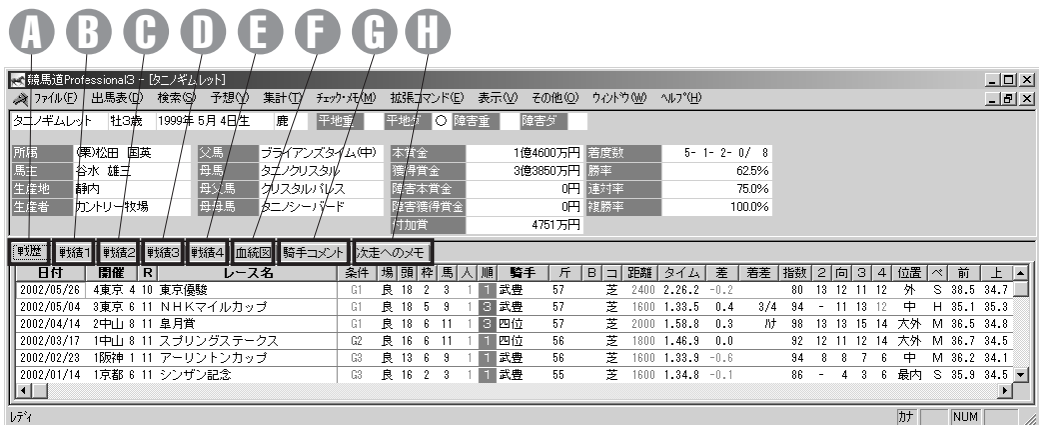 A B C D E F G H
競馬道Professional3 -- [タニノギムレット]
ファイル(F) 出馬表(D) 検索(S) 予想(Y) 集計(T) チェック・メモ(M) 拡張コマンド(E) 表示(V) その他(O) ウィンドウ(W) ヘルプ(H)
タニノギムレット 牡3歳 1999年 5月 4日生 鹿 平地重 平地ダ ○ 障害重 障害ダ
所属 (栗)松田 国英 父馬 ブライアンズタイム(中) 本賞金 1億4600万円 着度数 5- 1- 2- 0/ 8
馬主 谷水 雄三 母馬 タニノクリスタル 獲得賞金 3億3850万円 勝率 62.5%
生産地 静内 母父馬 クリスタルパレス 障害本賞金 0円 連対率 75.0%
生産者 カントリー牧場 母母馬 タニノシーバード 障害獲得賞金 0円 複勝率 100.0%
付加賞 4751万円
戦歴 戦績1 戦績2 戦績3 戦績4 血統図 騎手コメント 次走へのメモ
日付 開催 R レース名 条件 場 頭 枠 馬 人 順 騎手 斤 B コ 距離 タイム 差 着差 指数 2 向 3 4 位置 ペ 前 上
2002/05/26 4東京 4 10 東京優駿 G1 良 18 2 3 1 1 武豊 57 芝 2400 2.26.2 -0.2 80 13 12 11 12 外 S 38.5 34.7
2002/05/04 3東京 6 11 NHKマイルカップ G1 良 18 5 9 1 3 武豊 57 芝 1600 1.33.5 0.4 3/4 94 - 11 13 12 中 H 35.1 35.3
2002/04/14 2中山 8 11 皐月賞 G1 良 18 6 11 1 3 四位 57 芝 2000 1.58.8 0.3 ハナ 98 13 13 15 14 大外 M 36.5 34.8
2002/03/17 1中山 8 11 スプリングステークス G2 良 16 6 11 1 1 四位 56 芝 1800 1.46.9 0.0 92 12 11 12 14 大外 M 36.7 34.5
2002/02/23 1阪神 1 11 アーリントンカップ G3 良 13 6 9 1 1 武豊 56 芝 1600 1.33.9 -0.6 94 8 8 7 6 中 M 36.2 34.1
2002/01/14 1京都 6 11 シンザン記念 G3 良 16 2 3 1 1 武豊 55 芝 1600 1.34.8 -0.1 86 - 4 3 6 最内 S 35.9 34.5
レディ カナ NUM